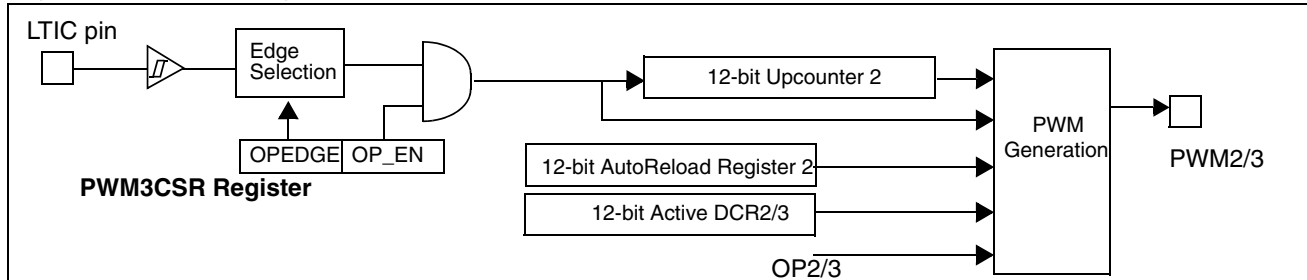 LTIC pin
Edge
Selection
12-bit Upcounter 2
OPEDGE OP_EN
PWM3CSR Register
12-bit AutoReload Register 2
12-bit Active DCR2/3
OP2/3
PWM
Generation
PWM2/3